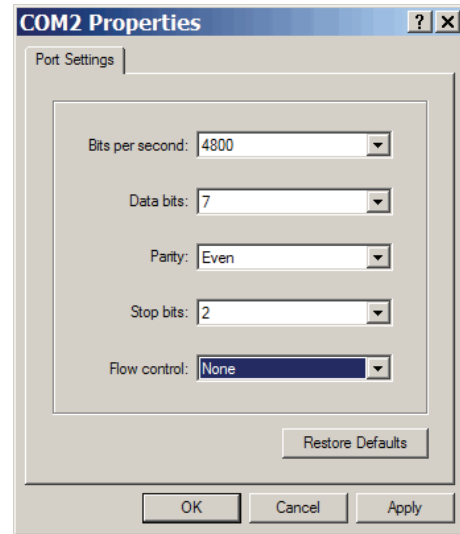 COM2 Properties
Port Settings
Bits per second: 4800
Data bits: 7
Parity: Even
Stop bits: 2
Flow control: None
Restore Defaults
OK Cancel Apply